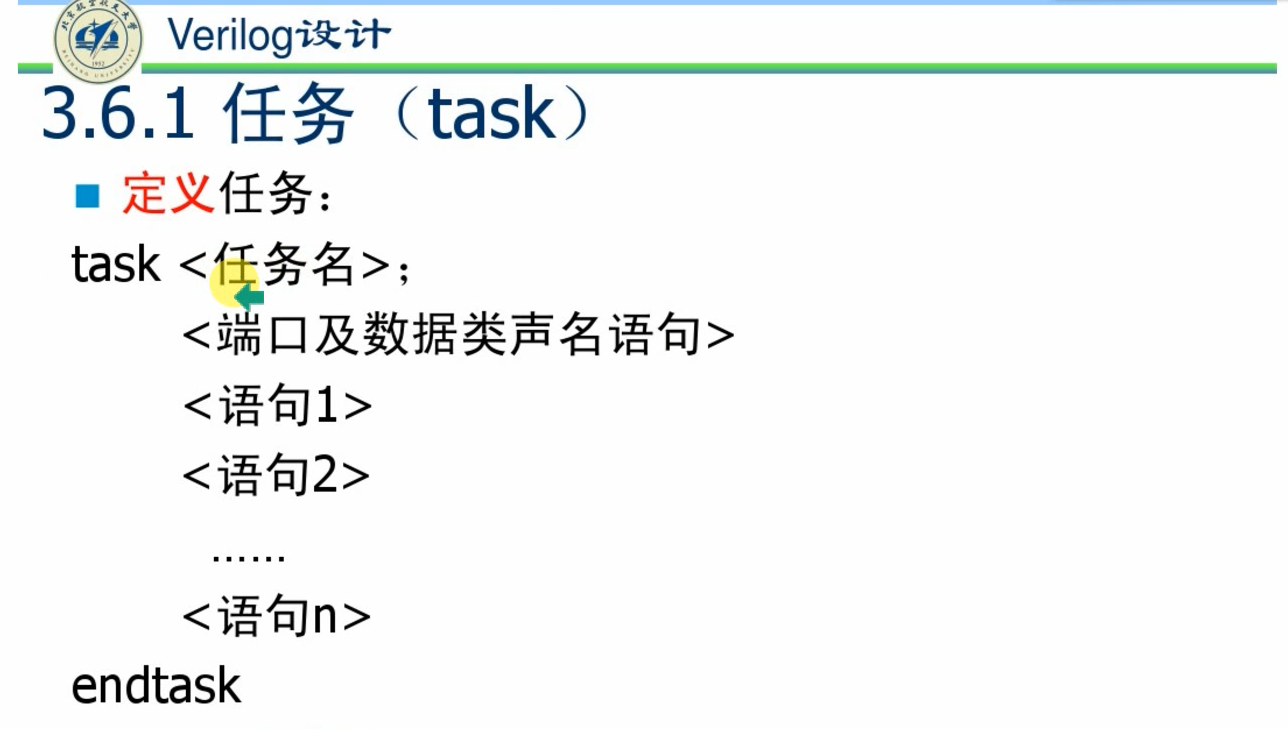 Verilog设计
3.6.1 任务（task）
定义任务：
task <任务名>;
<端口及数据类声名语句>
<语句1>
<语句2>
……
<语句n>
endtask